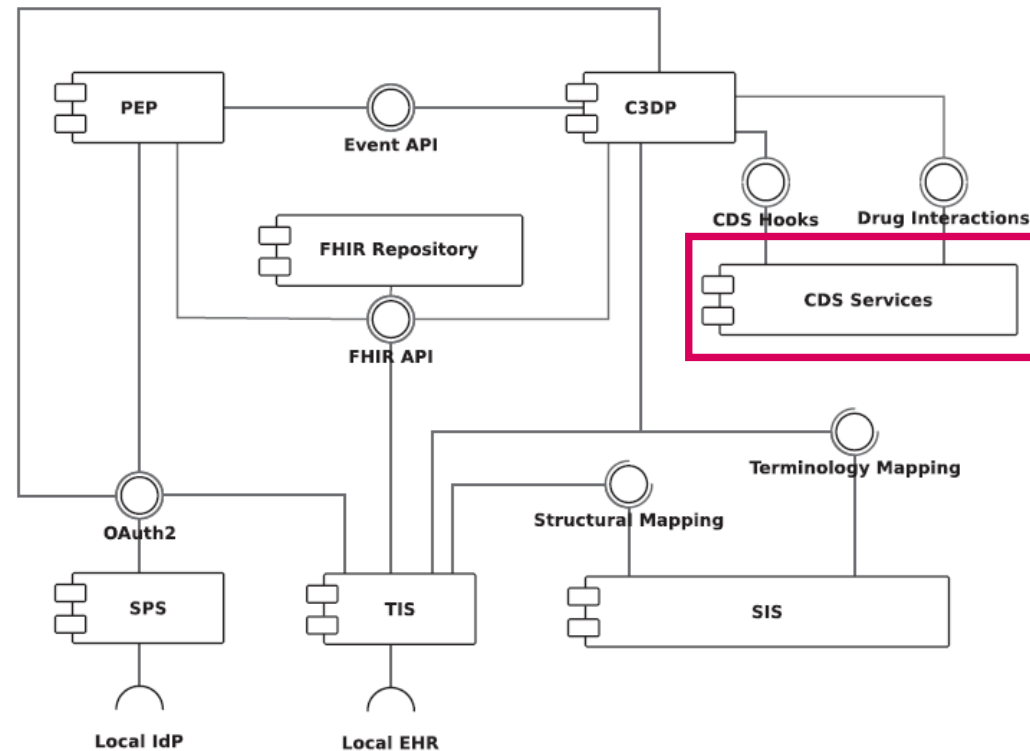 PEP
C3DP
Event API
CDS Hooks
Drug Interactions
FHIR Repository
CDS Services
FHIR API
Terminology Mapping
Structural Mapping
OAuth2
SPS
TIS
SIS
Local IdP
Local EHR